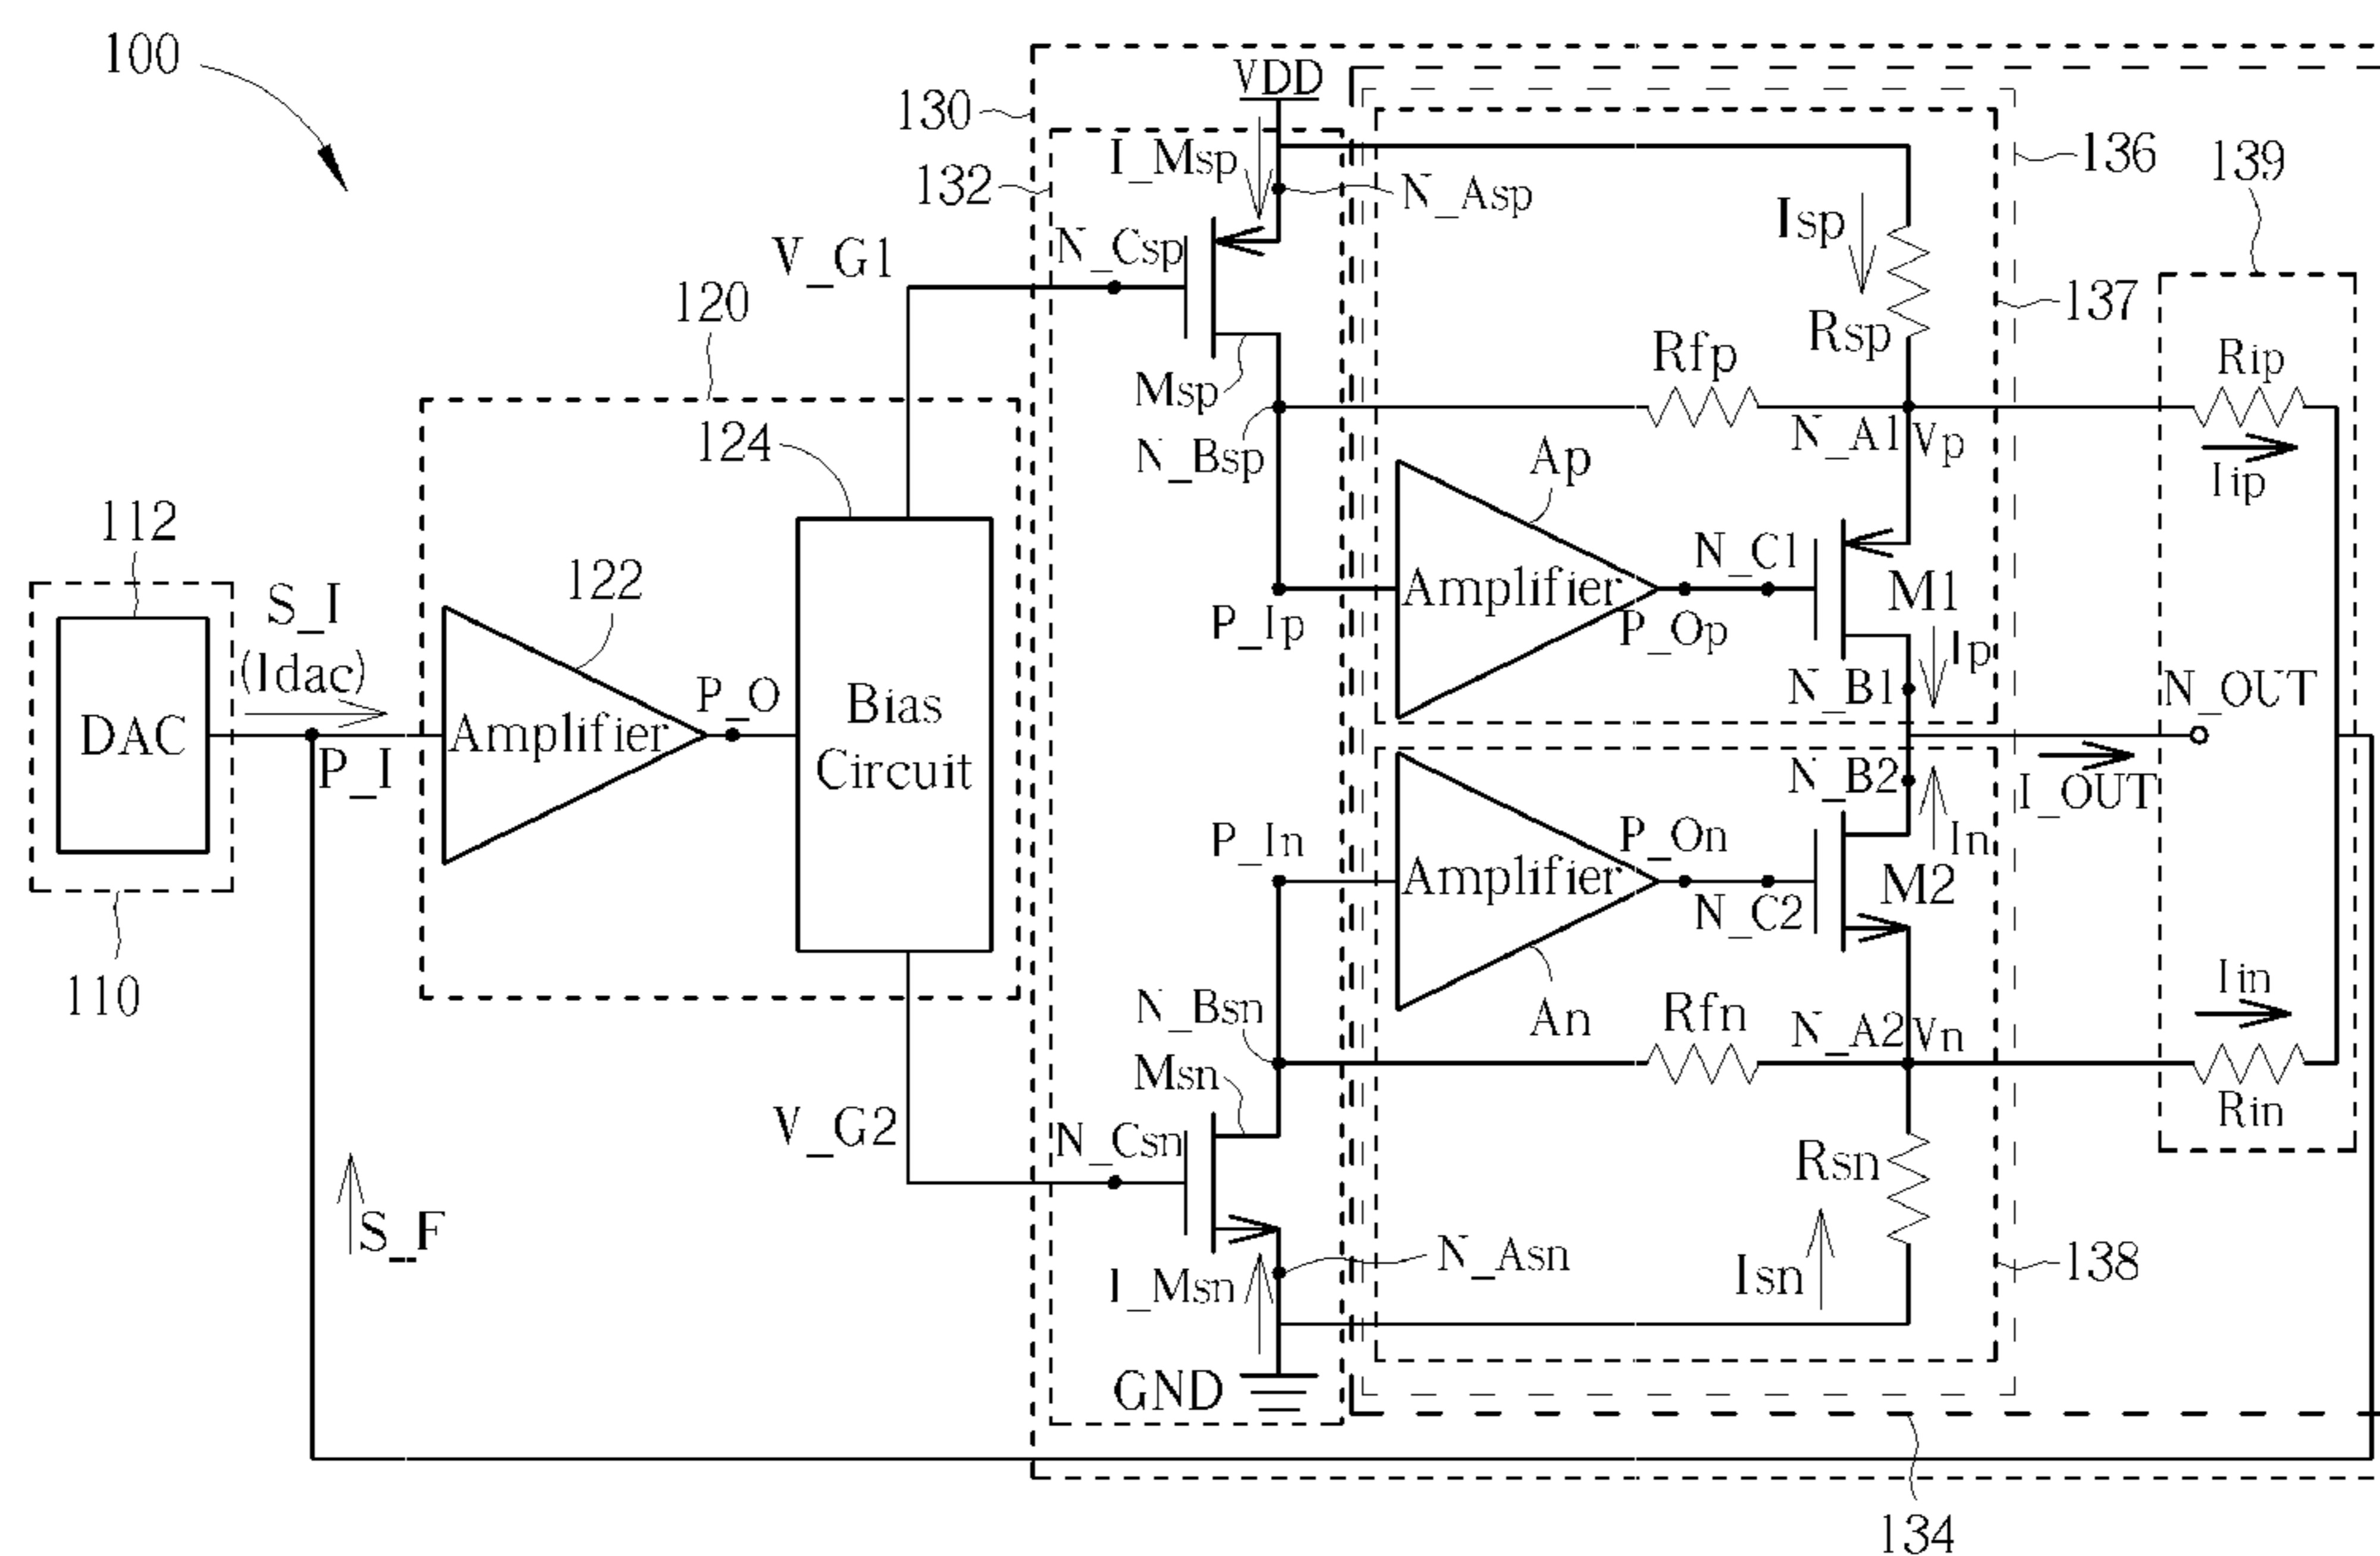 100
VDD
130
I_Msp
136
132
N_Asp
139
Isp
N_Csp
V_G1
137
120
Rsp
Rfp
Rip
Msp
124
N_Bsp
N_A1
Vp
Ap
Iip
112
N_C1
S_I
122
Amplifier
M1
P_Ip
P_Op
(Idac)
Ip
P_O
N_B1
N_OUT
DAC
Amplifier
Bias
Circuit
P_I
N_B2
I_OUT
P_In
P_On
In
Amplifier
M2
N_C2
110
Iin
N_Bsn
Rfn
An
N_A2
Vn
Msn
Rin
V_G2
N_Csn
Rsn
S_F
N_Asn
138
I_Msn
Isn
GND
134